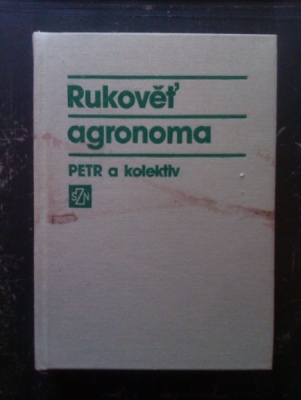 Rukověť
agronoma
PETR a kolektiv
SZN